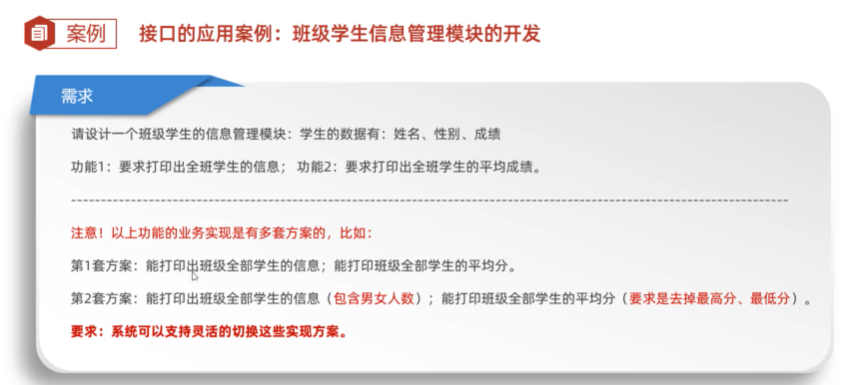 案例 接口的应用案例：班级学生信息管理模块的开发
需求
请设计一个班级学生的信息管理模块：学生的数据有：姓名、性别、成绩
功能1：要求打印出全班学生的信息； 功能2：要求打印出全班学生的平均成绩。
注意！以上功能的业务实现是有多套方案的，比如：
第1套方案：能打印出班级全部学生的信息；能打印班级全部学生的平均分。
第2套方案：能打印出班级全部学生的信息（包含男女人数）；能打印班级全部学生的平均分（要求是去掉最高分、最低分）。
要求：系统可以支持灵活的切换这些实现方案。